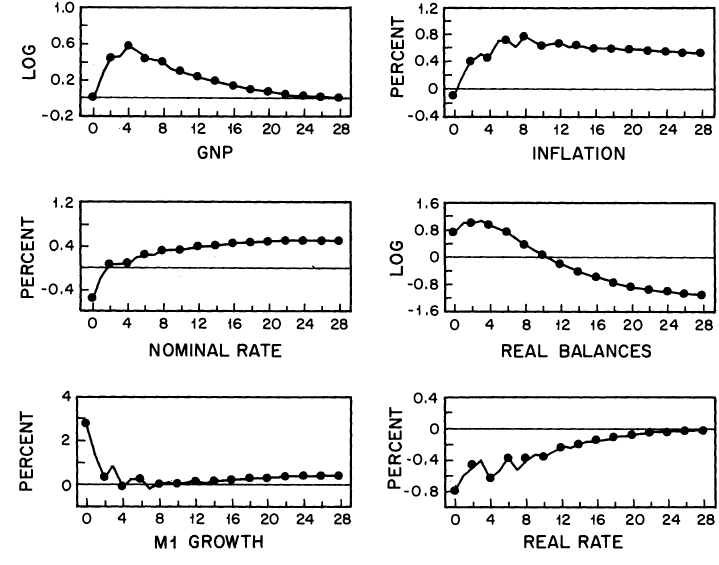 1.0
0.6
0.2
-0.2
LOG
0 4 8 12 16 20 24 28
GNP
1.2
0.8
0.4
0
-0.4
PERCENT
0 4 8 12 16 20 24 28
INFLATION
1.2
0.4
-0.4
PERCENT
0 4 8 12 16 20 24 28
NOMINAL RATE
1.6
0.8
0
-0.8
-1.6
LOG
0 4 8 12 16 20 24 28
REAL BALANCES
4
2
0
PERCENT
0 4 8 12 16 20 24 28
M1 GROWTH
0.4
0
-0.4
-0.8
PERCENT
0 4 8 12 16 20 24 28
REAL RATE